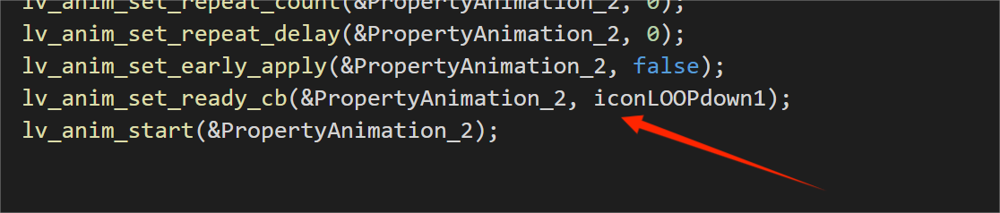 lv_anim_set_repeat_count(&PropertyAnimation_2, 0);
lv_anim_set_repeat_delay(&PropertyAnimation_2, 0);
lv_anim_set_early_apply(&PropertyAnimation_2, false);
lv_anim_set_ready_cb(&PropertyAnimation_2, iconLOOPdown1);
lv_anim_start(&PropertyAnimation_2);